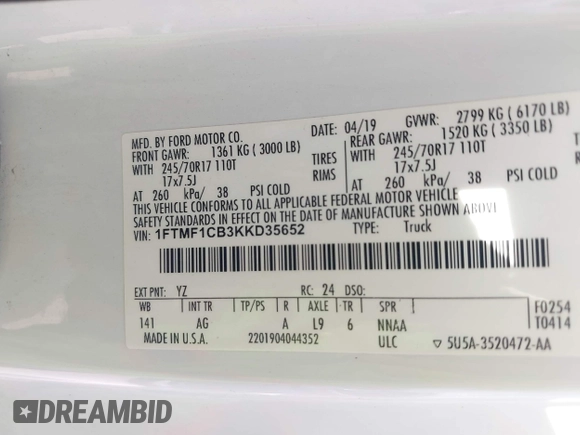 MFD. BY FORD MOTOR CO.
DATE: 04/19 GVWR: 2799 KG ( 6170 LB)
FRONT GAWR: 1361 KG ( 3000 LB) REAR GAWR: 1520 KG ( 3350 LB)
WITH 245/70R17 110T TIRES WITH 245/70R17 110T
17x7.5J RIMS 17x7.5J
AT 260 kPa/ 38 PSI COLD AT 260 kPa/ 38 PSI COLD
THIS VEHICLE CONFORMS TO ALL APPLICABLE FEDERAL MOTOR VEHICLE
SAFETY STANDARDS IN EFFECT ON THE DATE OF MANUFACTURE SHOWN ABOVE.
VIN: 1FTMF1CB3KKD35652 TYPE: Truck
EXT PNT: YZ RC: 24 DSO:
WB INT TR TP/PS R AXLE TR SPR F0254
141 AG A L9 6 NNAA T0414
MADE IN U.S.A. 2201904044352 ULC 5U5A-3520472-AA
DREAMBID